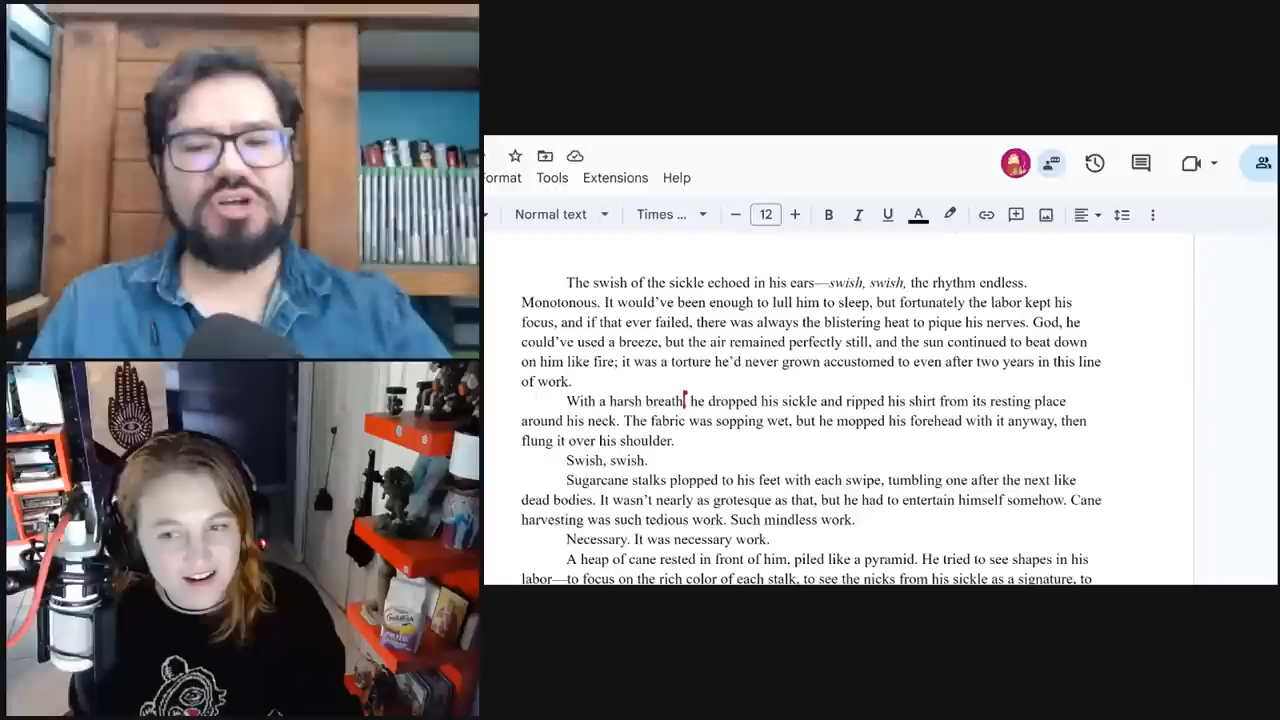 Format Tools Extensions Help
Normal text Times ... 12 B I U A
The swish of the sickle echoed in his ears—swish, swish, the rhythm endless.
Monotonous. It would've been enough to lull him to sleep, but fortunately the labor kept his
focus, and if that ever failed, there was always the blistering heat to pique his nerves. God, he
could've used a breeze, but the air remained perfectly still, and the sun continued to beat down
on him like fire; it was a torture he'd never grown accustomed to even after two years in this line
of work.
With a harsh breath, he dropped his sickle and ripped his shirt from its resting place
around his neck. The fabric was sopping wet, but he mopped his forehead with it anyway, then
flung it over his shoulder.
Swish, swish.
Sugarcane stalks plopped to his feet with each swipe, tumbling one after the next like
dead bodies. It wasn't nearly as grotesque as that, but he had to entertain himself somehow. Cane
harvesting was such tedious work. Such mindless work.
Necessary. It was necessary work.
A heap of cane rested in front of him, piled like a pyramid. He tried to see shapes in his
labor—to focus on the rich color of each stalk, to see the nicks from his sickle as a signature, to
Goldfish